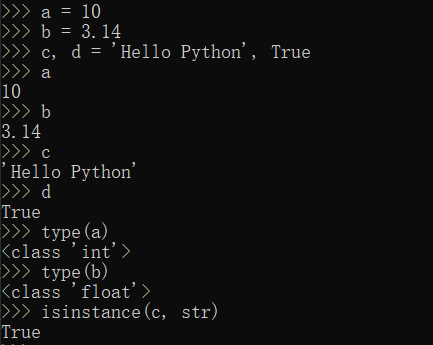 >>> a = 10
>>> b = 3.14
>>> c, d = 'Hello Python', True
>>> a
10
>>> b
3.14
>>> c
'Hello Python'
>>> d
True
>>> type(a)
<class 'int'>
>>> type(b)
<class 'float'>
>>> isinstance(c, str)
True